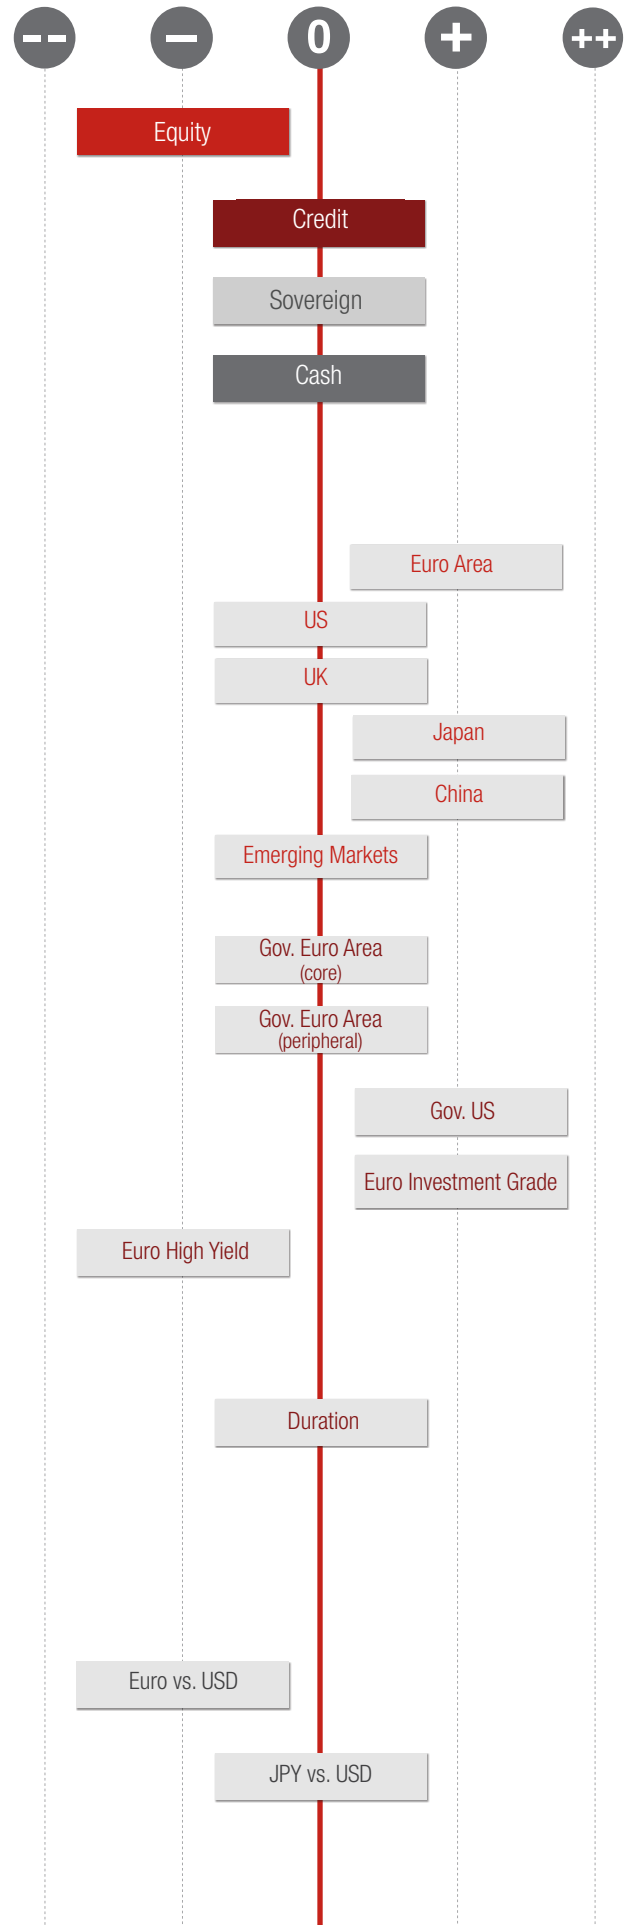 -- - 0 + ++
Equity
Credit
Sovereign
Cash
Euro Area
US
UK
Japan
China
Emerging Markets
Gov. Euro Area
(core)
Gov. Euro Area
(peripheral)
Gov. US
Euro Investment Grade
Euro High Yield
Duration
Euro vs. USD
JPY vs. USD